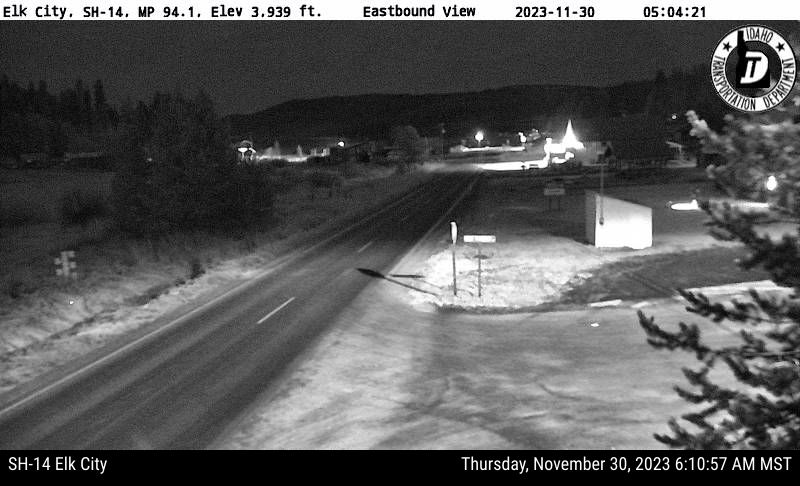 Elk City, SH-14, MP 94.1, Elev 3,939 ft. Eastbound View 2023-11-30 05:04:21
IDAHO
TRANSPORTATION DEPARTMENT
SH-14 Elk City Thursday, November 30, 2023 6:10:57 AM MST